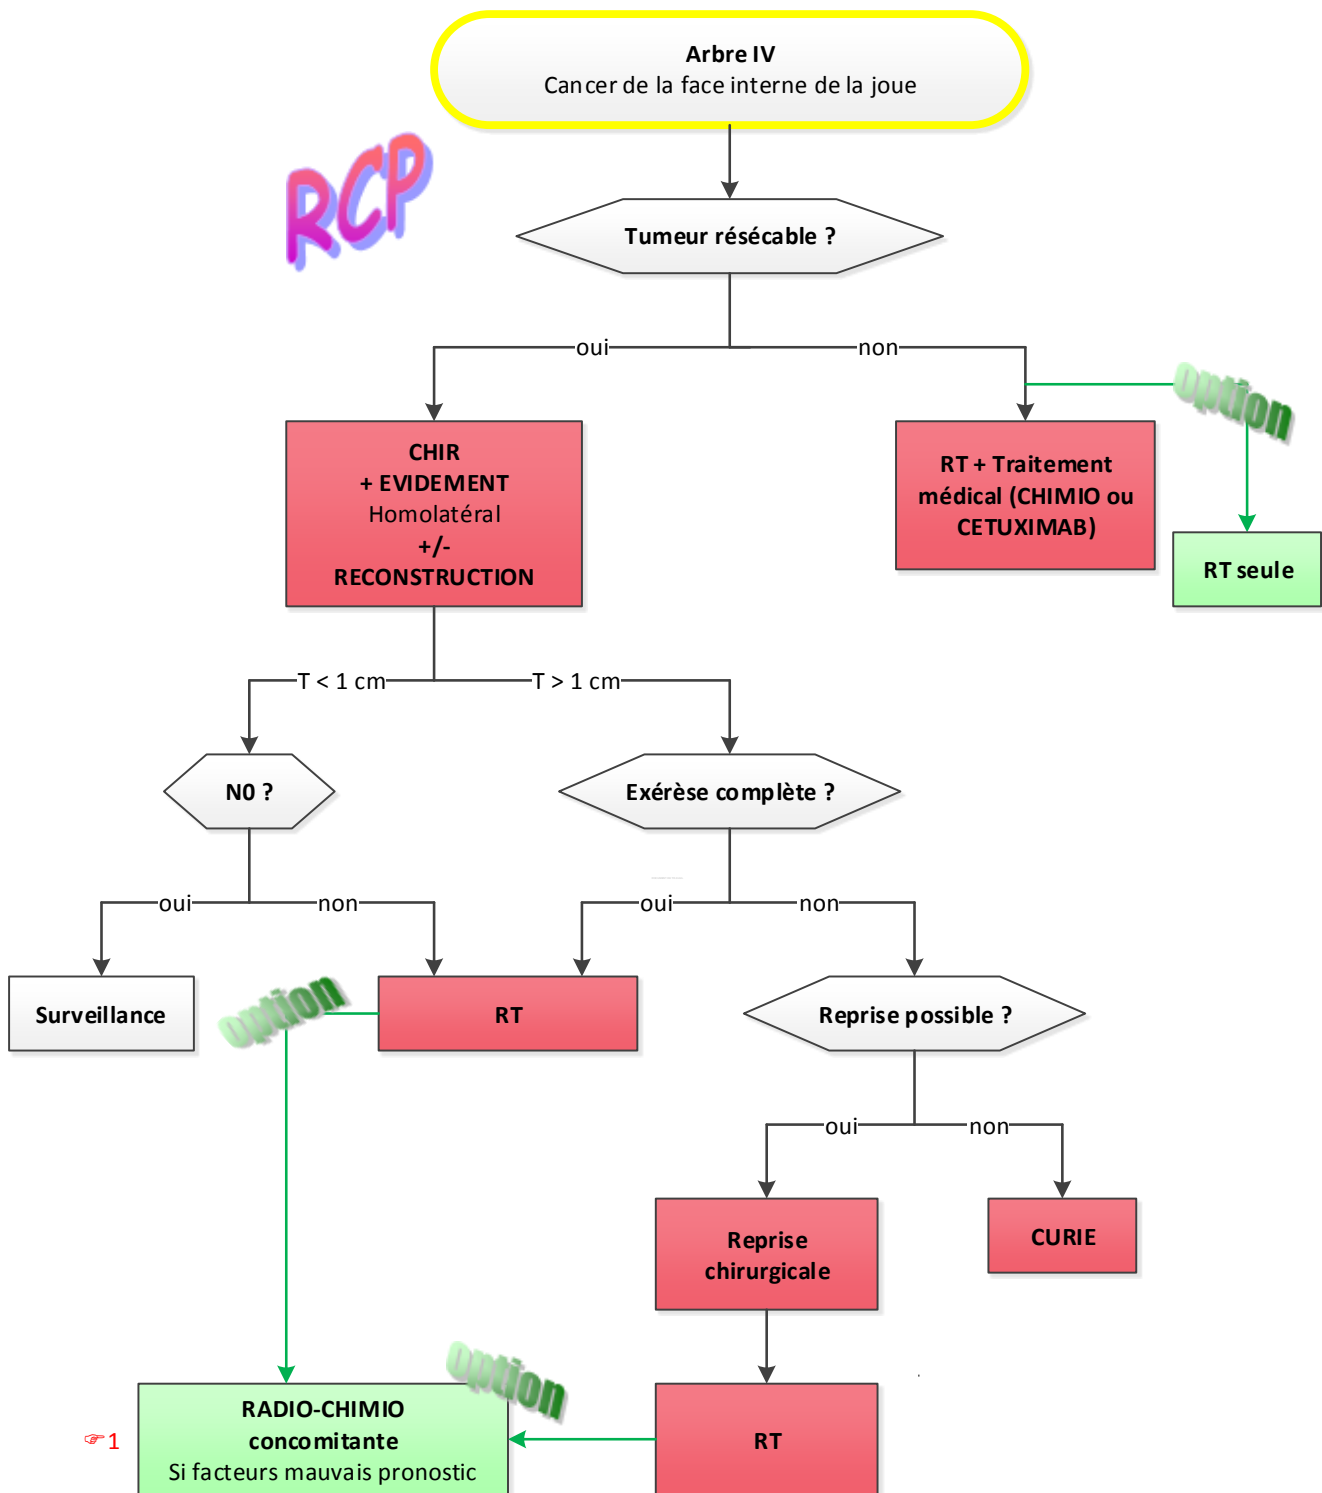 Arbre IV
Cancer de la face interne de la joue
RCP
Tumeur résécable ?
oui
non
option
CHIR
+ EVIDEMENT
Homolatéral
+/-
RECONSTRUCTION
RT + Traitement
médical (CHIMIO ou
CETUXIMAB)
RT seule
T < 1 cm
T > 1 cm
N0 ?
Exérèse complète ?
oui
non
oui
non
Surveillance
option
RT
Reprise possible ?
oui
non
Reprise
chirurgicale
CURIE
option
RADIO-CHIMIO
concomitante
Si facteurs mauvais pronostic
☞1
RT